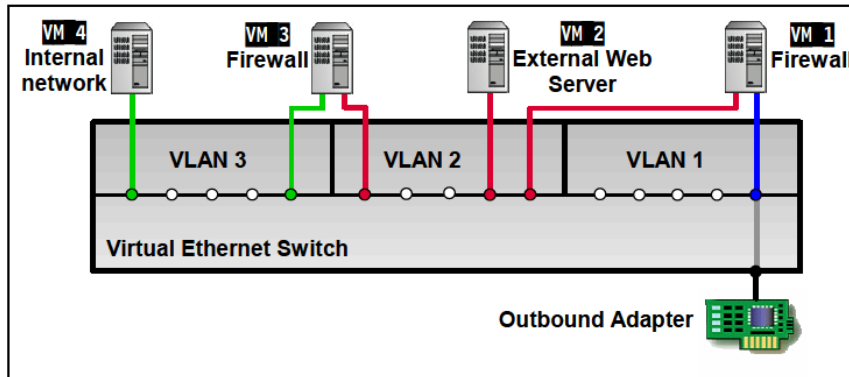 VM 4
Internal
network
VM 3
Firewall
VM 2
External Web
Server
VM 1
Firewall
VLAN 3
VLAN 2
VLAN 1
Virtual Ethernet Switch
Outbound Adapter